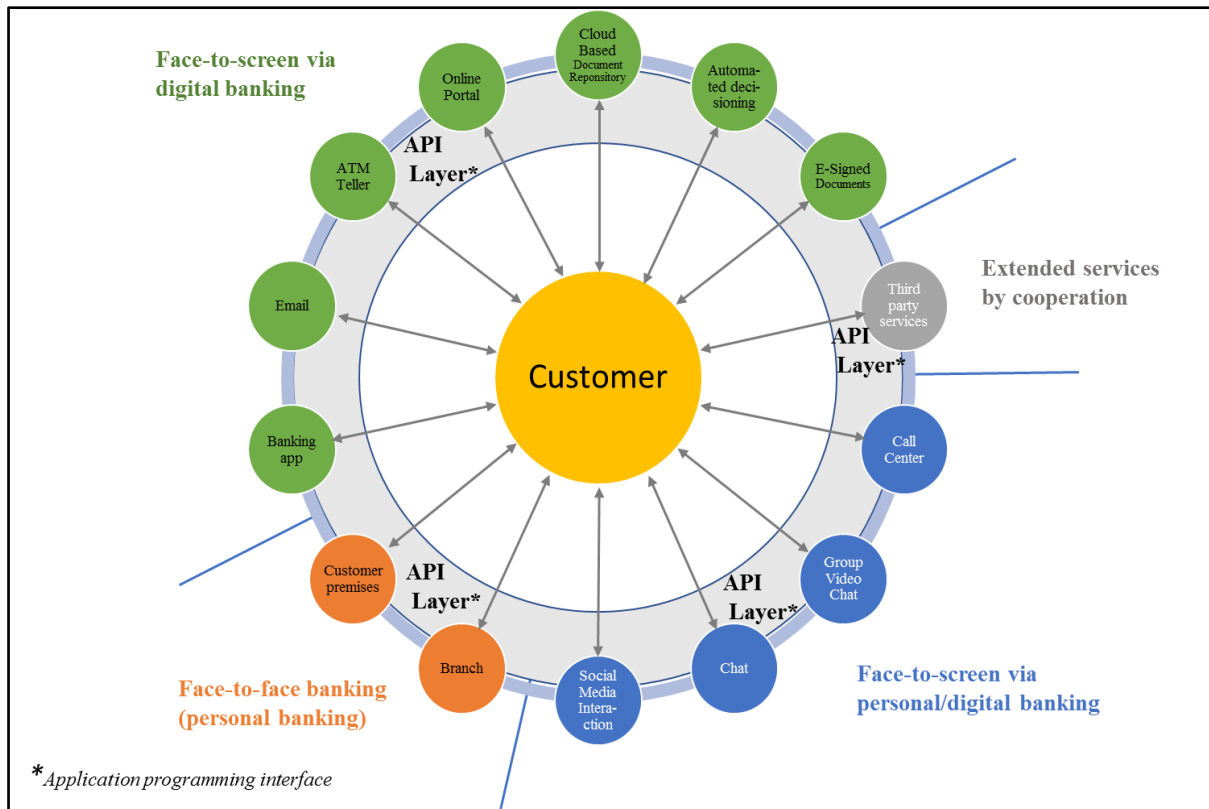 Face-to-screen via
digital banking
Cloud
Based
Document
Reponsitory
Online
Portal
Automa-
ted deci-
sioning
API
Layer*
ATM
Teller
E-Signed
Documents
Email
Third
party
services
Extended services
by cooperation
API
Layer*
Customer
Banking
app
Call
Center
Customer
premises
API
Layer*
API
Layer*
Group
Video
Chat
Branch
Social
Media
Intera-
ction
Chat
Face-to-face banking
(personal banking)
Face-to-screen via
personal/digital banking
*Application programming interface